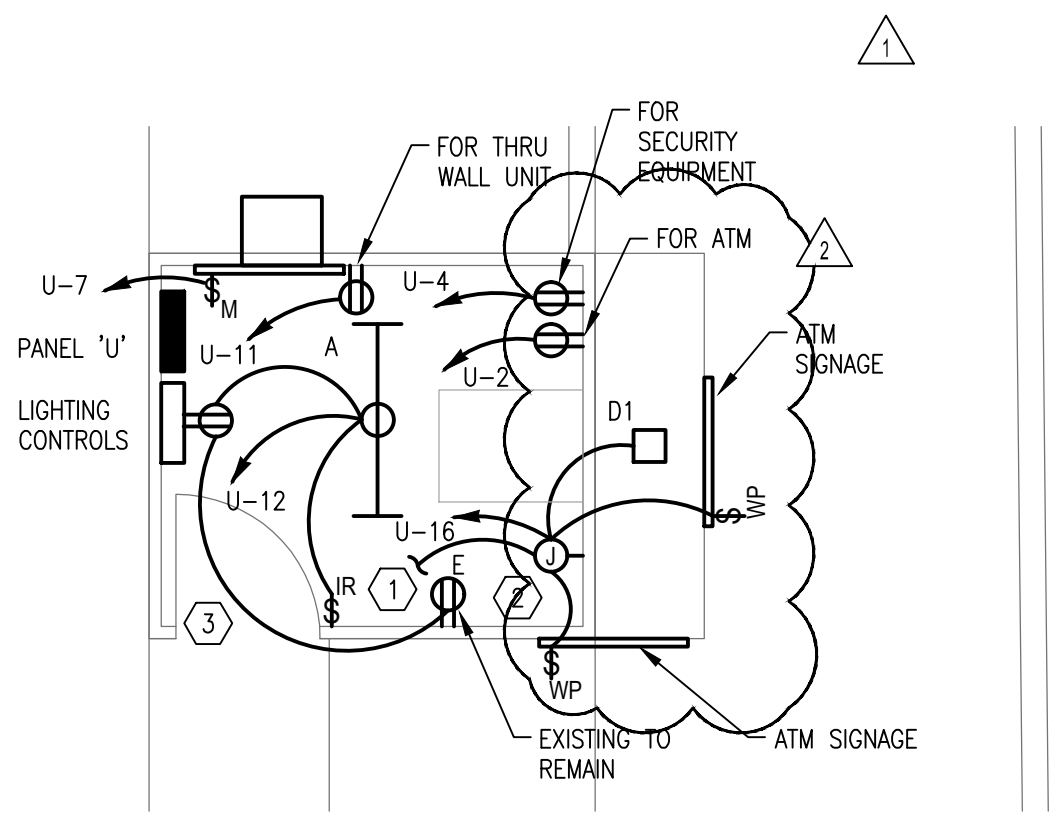 1
FOR
SECURITY
EQUIPMENT
FOR THRU
WALL UNIT
FOR ATM
2
U-7
$
M
U-4
PANEL 'U'
U-11
A
U-2
ATM
SIGNAGE
LIGHTING
CONTROLS
D1
U-12
U-16
$
WP
J
E
IR
$
1
2
3
$
WP
EXISTING TO
REMAIN
ATM SIGNAGE